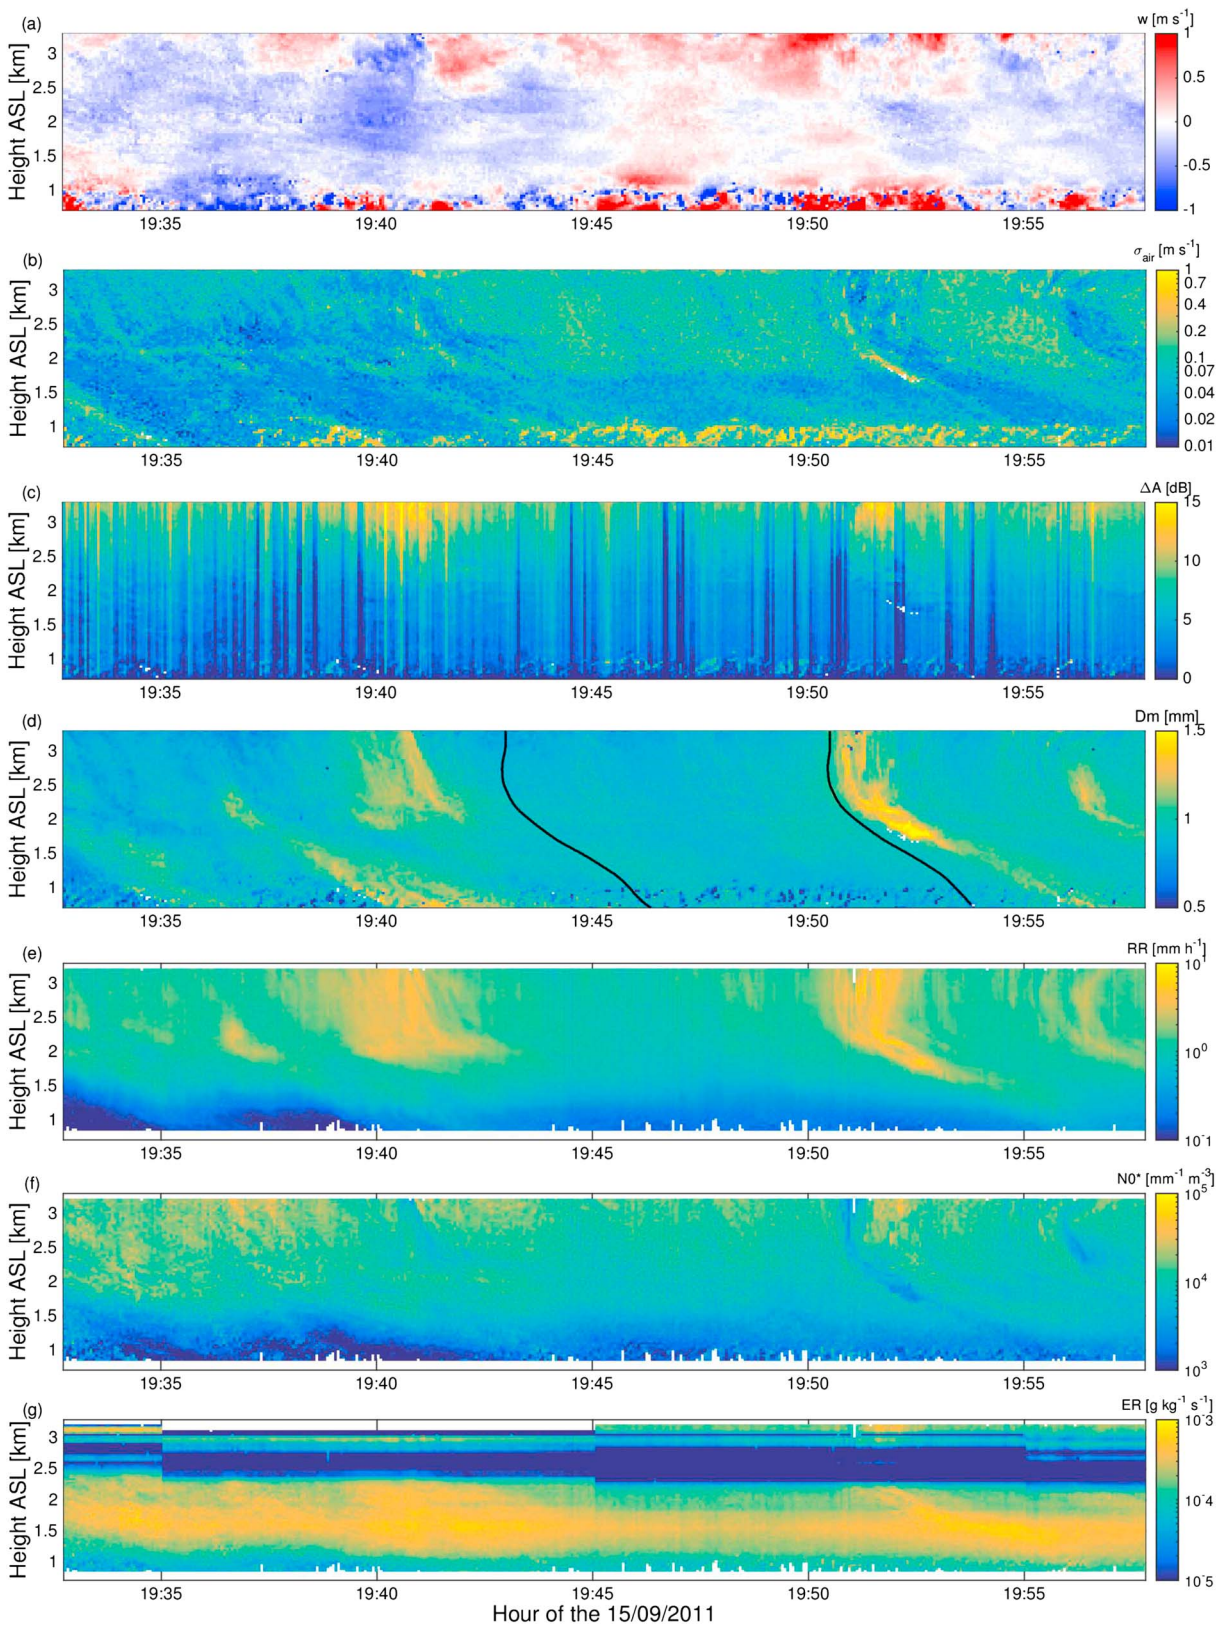 (a)
w [m s⁻¹]
Height ASL [km]
3
2.5
2
1.5
1
1
0.5
0
-0.5
-1
19:35 19:40 19:45 19:50 19:55
(b)
σair [m s⁻¹]
Height ASL [km]
3
2.5
2
1.5
1
1
0.7
0.4
0.2
0.1
0.07
0.04
0.02
0.01
19:35 19:40 19:45 19:50 19:55
(c)
ΔA [dB]
Height ASL [km]
3
2.5
2
1.5
1
15
10
5
0
19:35 19:40 19:45 19:50 19:55
(d)
Dm [mm]
Height ASL [km]
3
2.5
2
1.5
1
1.5
1
0.5
19:35 19:40 19:45 19:50 19:55
(e)
RR [mm h⁻¹]
Height ASL [km]
3
2.5
2
1.5
1
10¹
10⁰
10⁻¹
19:35 19:40 19:45 19:50 19:55
(f)
N0* [mm⁻¹ m⁻³]
Height ASL [km]
3
2.5
2
1.5
1
10⁵
10⁴
10³
19:35 19:40 19:45 19:50 19:55
(g)
ER [g kg⁻¹ s⁻¹]
Height ASL [km]
3
2.5
2
1.5
1
10⁻³
10⁻⁴
10⁻⁵
19:35 19:40 19:45 19:50 19:55
Hour of the 15/09/2011